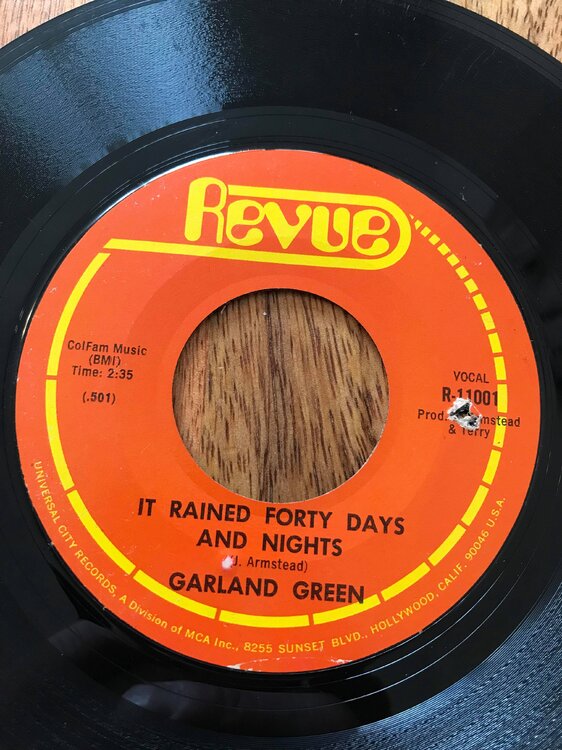 Revue
ColFam Music
(BMI)
Time: 2:35
(.501)
VOCAL
R-11001
Prod.
& Terry
IT RAINED FORTY DAYS
AND NIGHTS
(J. Armstead)
GARLAND GREEN
UNIVERSAL CITY RECORDS, A Division of MCA Inc., 8255 SUNSET BLVD., HOLLYWOOD, CALIF. 90046 U.S.A.